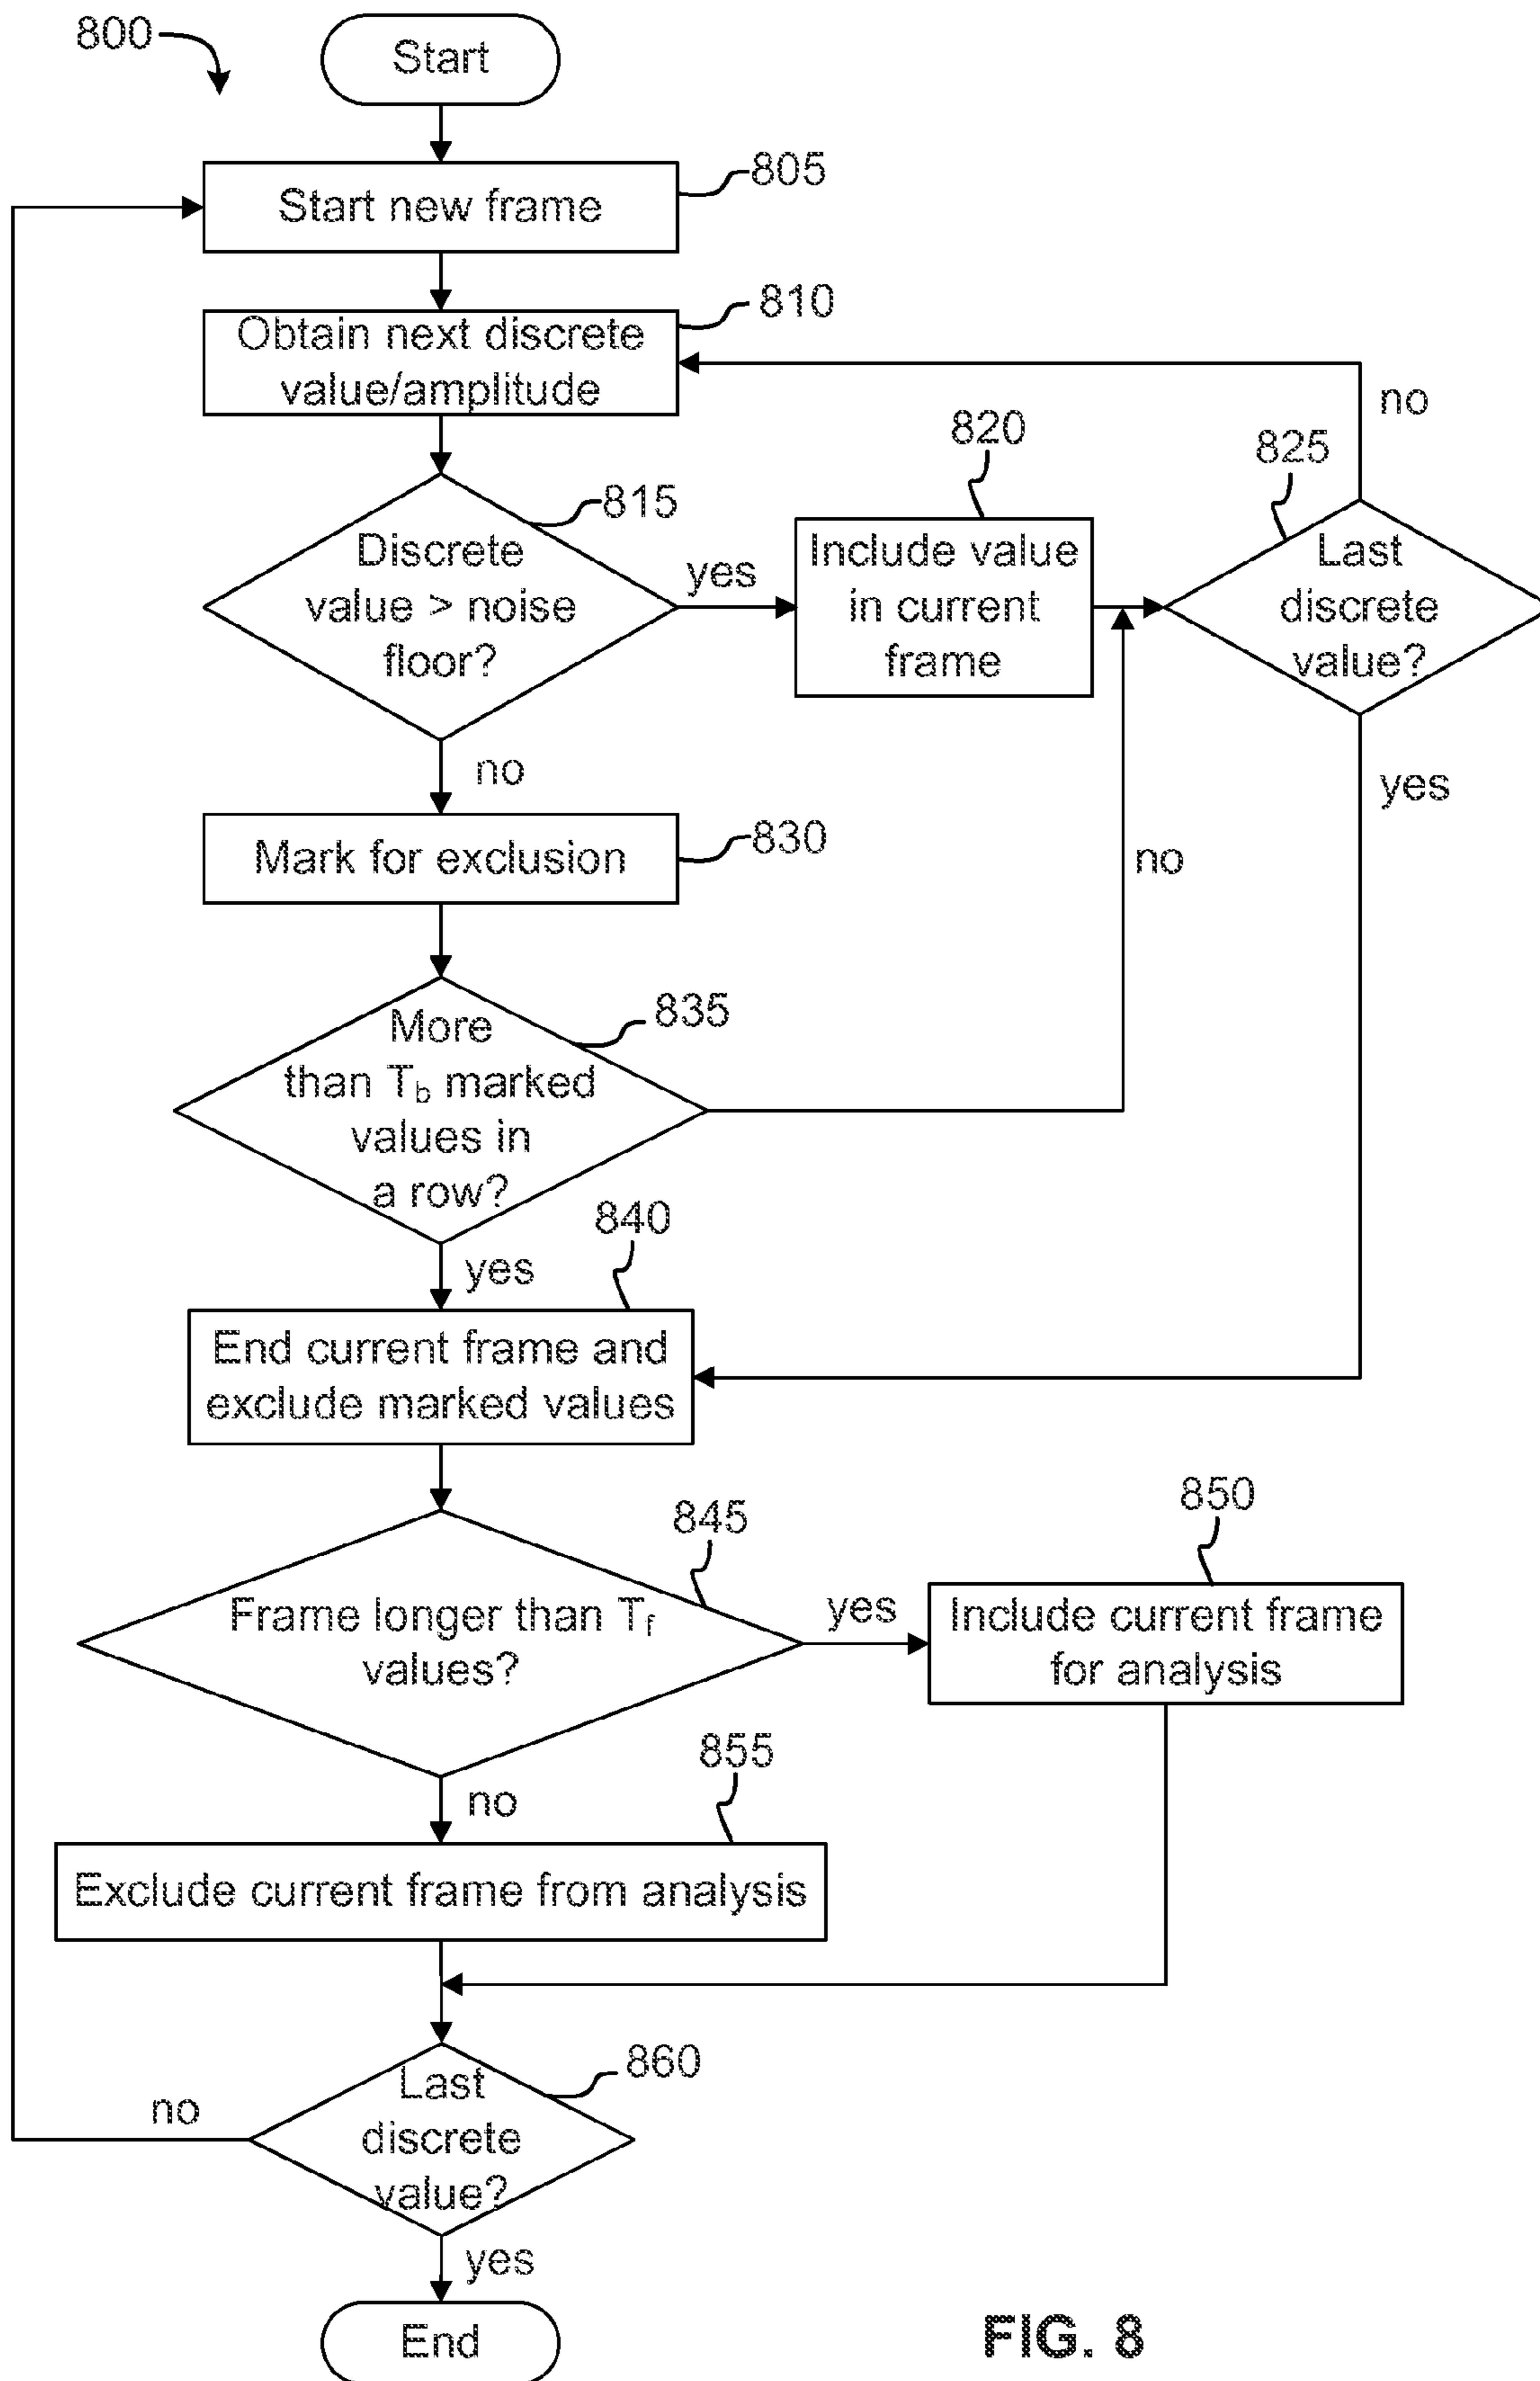 800
Start
805
Start new frame
810
Obtain next discrete
value/amplitude
no
820
825
815
Discrete
value > noise
floor?
yes
Include value
in current
frame
Last
discrete
value?
no
yes
830
Mark for exclusion
no
835
More
than Tb marked
values in
a row?
840
yes
End current frame and
exclude marked values
845
850
Frame longer than Tf
values?
yes
Include current frame
for analysis
855
no
Exclude current frame from analysis
860
Last
discrete
value?
no
yes
End
FIG. 8